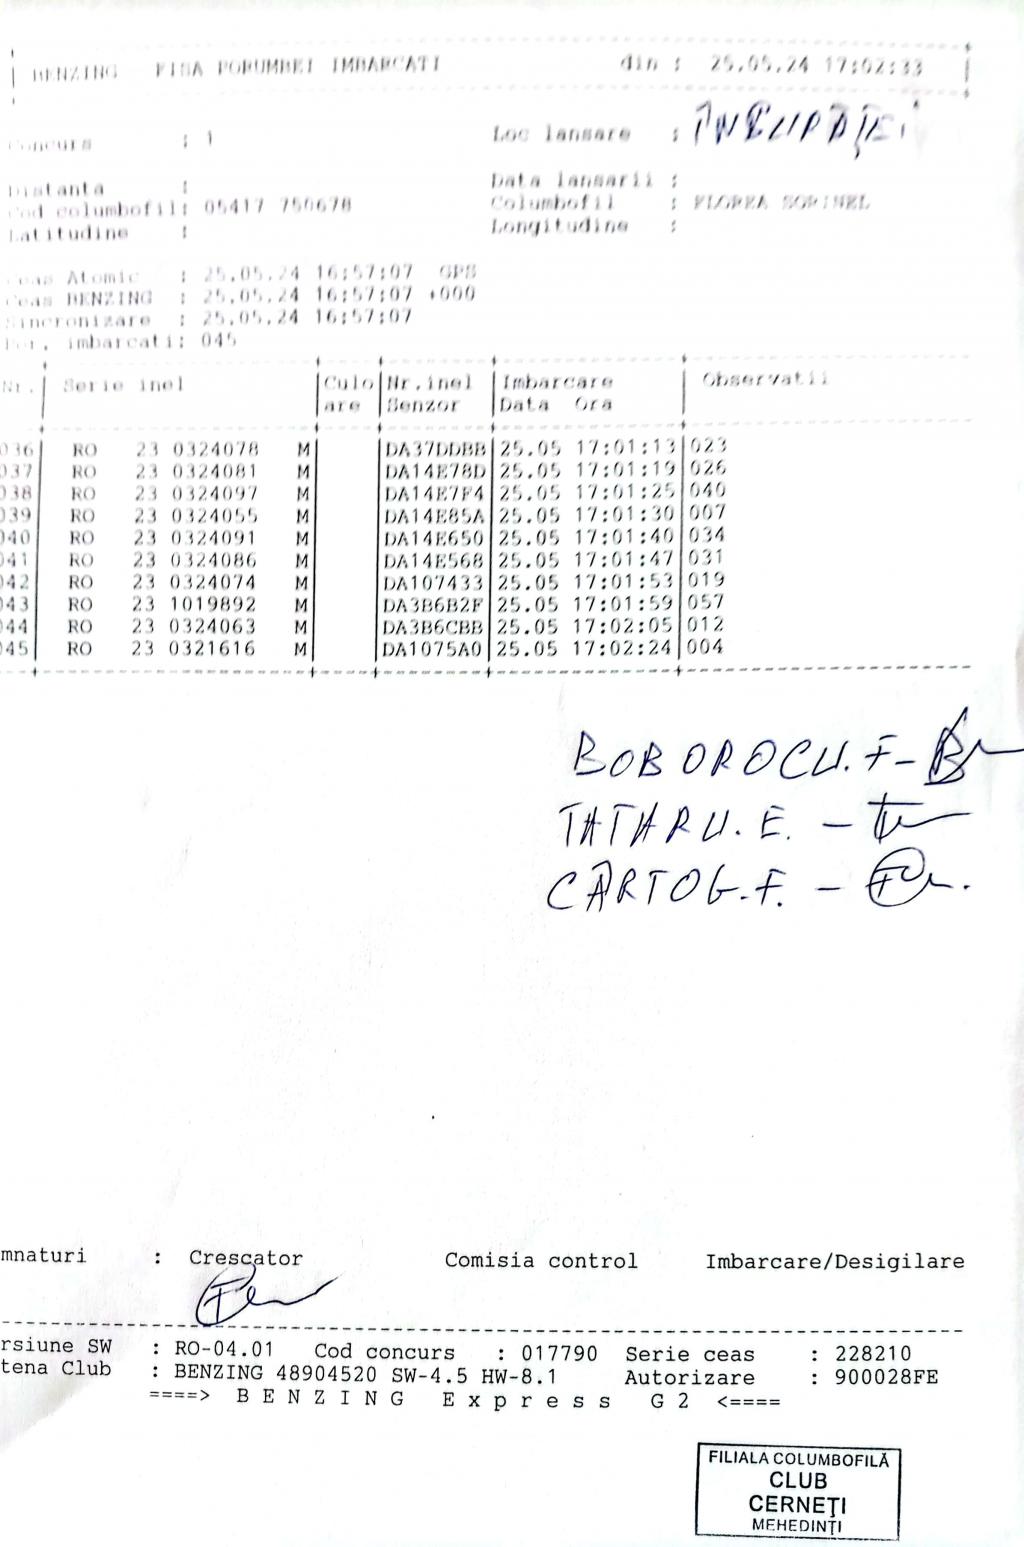 BENZING FISA PORUMBEI IMBARCATI din : 25.05.24 17:02:33
Concurs : 1 Loc lansare :
Distanta : Data lansarii :
Cod columbofil: 05417 750678 Columbofil : FLOREA SORINEL
Latitudine : Longitudine :
Ceas Atomic : 25.05.24 16:57:07 GPS
Ceas BENZING : 25.05.24 16:57:07 +000
Sincronizare : 25.05.24 16:57:07
Por. imbarcati: 045
Nr. Serie inel Culo Nr.inel Imbarcare Observatii
are Senzor Data Ora
036 RO 23 0324078 M DA37DDBB 25.05 17:01:13 023
037 RO 23 0324081 M DA14E78D 25.05 17:01:19 026
038 RO 23 0324097 M DA14E7F4 25.05 17:01:25 040
039 RO 23 0324055 M DA14E85A 25.05 17:01:30 007
040 RO 23 0324091 M DA14E650 25.05 17:01:40 034
041 RO 23 0324086 M DA14E568 25.05 17:01:47 031
042 RO 23 0324074 M DA107433 25.05 17:01:53 019
043 RO 23 1019892 M DA3B6B2F 25.05 17:01:59 057
044 RO 23 0324063 M DA3B6CBB 25.05 17:02:05 012
045 RO 23 0321616 M DA1075A0 25.05 17:02:24 004
BOBOROCU. F -
TATARU. E. -
CÂRTOG. F. -
mnaturi : Crescator Comisia control Imbarcare/Desigilare
rsiune SW : RO-04.01 Cod concurs : 017790 Serie ceas : 228210
tena Club : BENZING 48904520 SW-4.5 HW-8.1 Autorizare : 900028FE
====> B E N Z I N G E x p r e s s G 2 <====
FILIALA COLUMBOFILĂ
CLUB
CERNEȚI
MEHEDINȚI